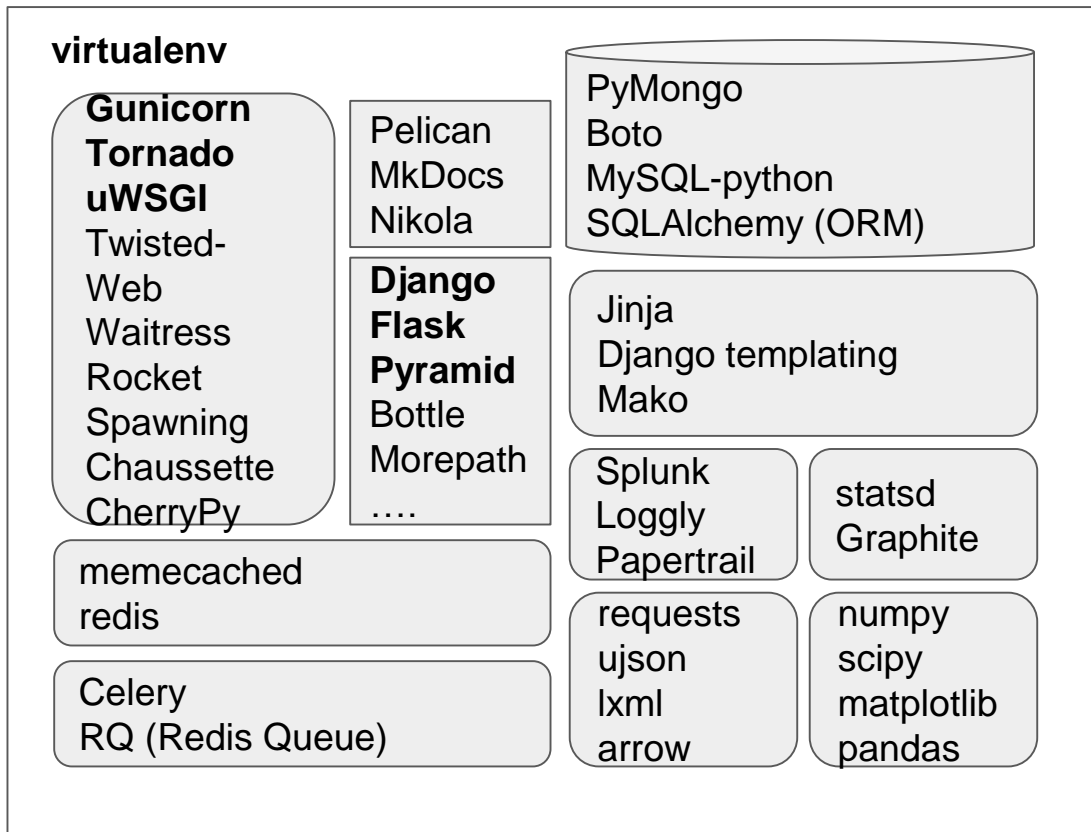 virtualenv
Gunicorn
Tornado
uWSGI
Twisted-
Web
Waitress
Rocket
Spawning
Chaussette
CherryPy
Pelican
MkDocs
Nikola
Django
Flask
Pyramid
Bottle
Morepath
....
PyMongo
Boto
MySQL-python
SQLAlchemy (ORM)
Jinja
Django templating
Mako
Splunk
Loggly
Papertrail
statsd
Graphite
memecached
redis
Celery
RQ (Redis Queue)
requests
ujson
lxml
arrow
numpy
scipy
matplotlib
pandas